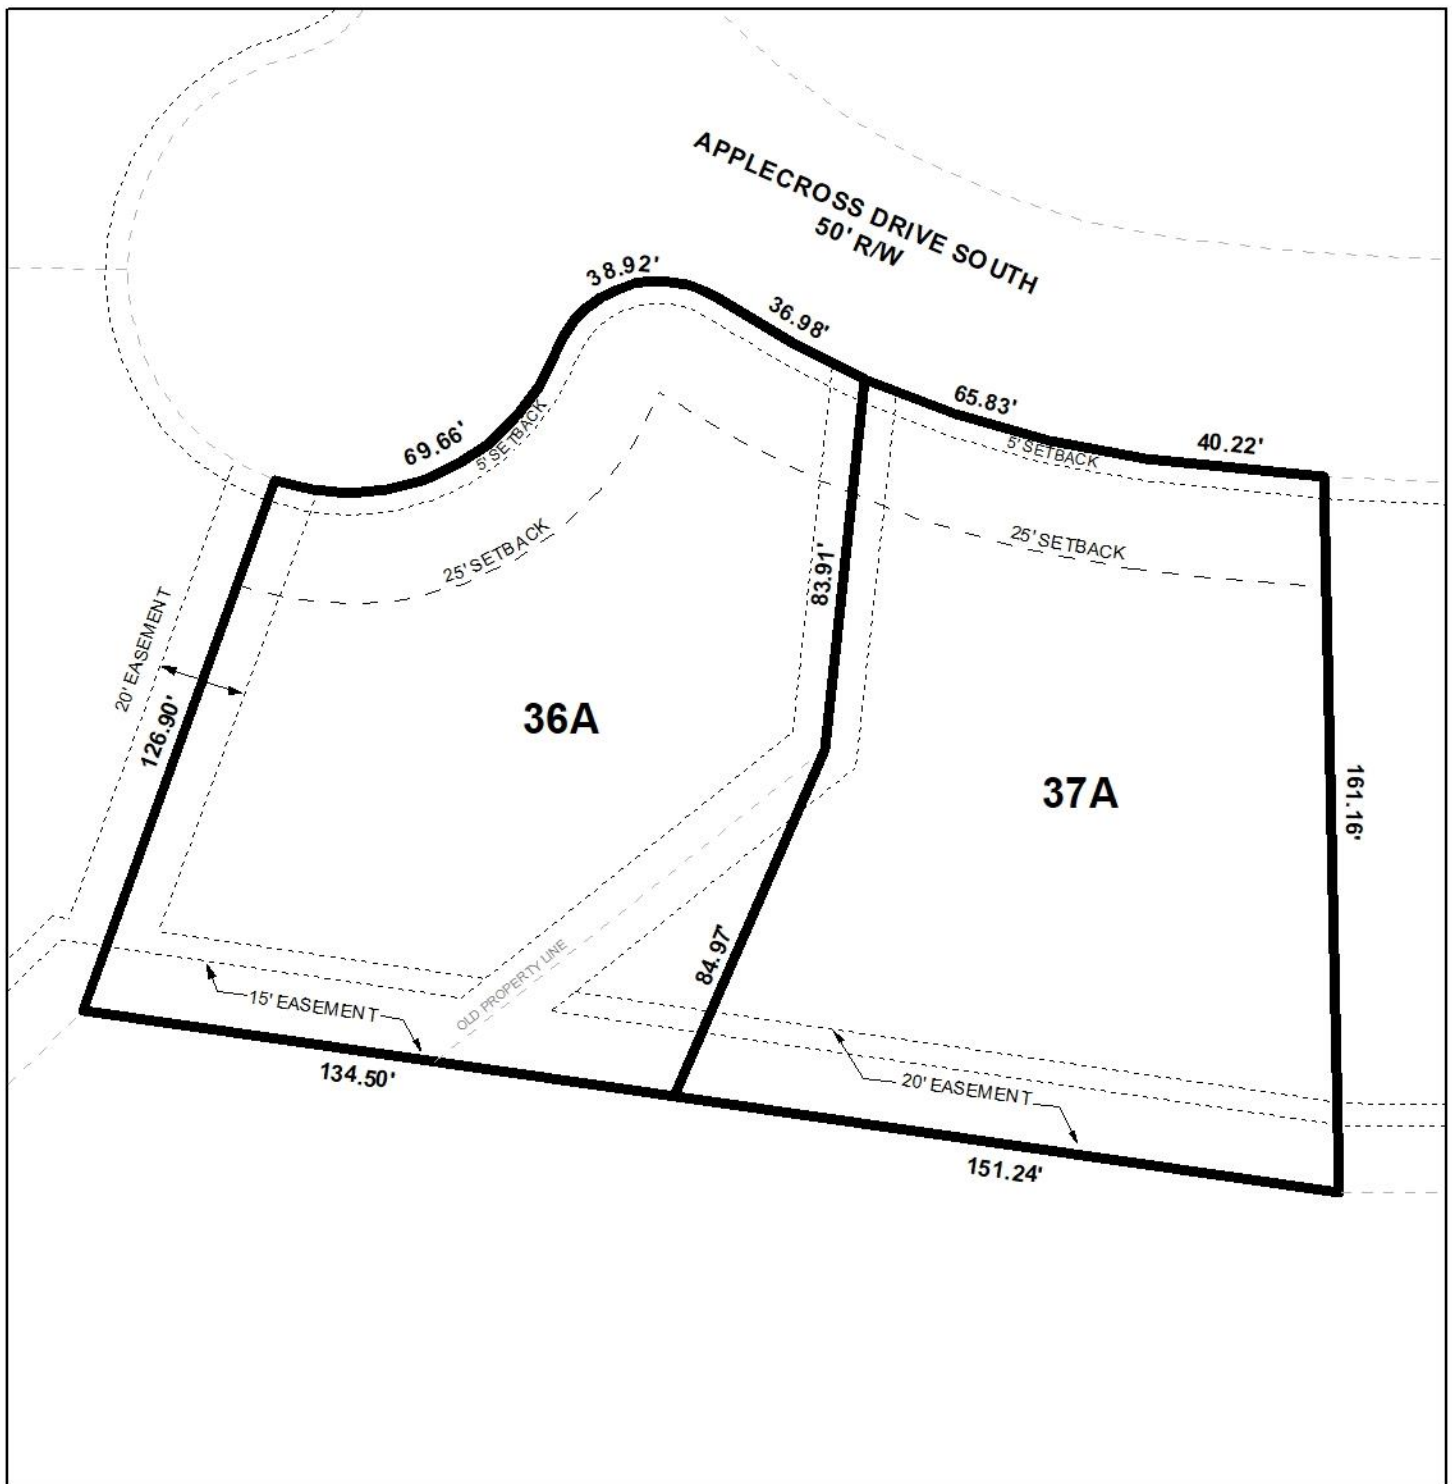 APPLECROSS DRIVE SOUTH
50' R/W
38.92'
36.98'
65.83'
40.22'
69.66'
5' SETBACK
5' SETBACK
25' SETBACK
25' SETBACK
83.91'
20' EASEMENT
126.90'
36A
37A
161.16'
84.97'
OLD PROPERTY LINE
15' EASEMENT
134.50'
20' EASEMENT
151.24'